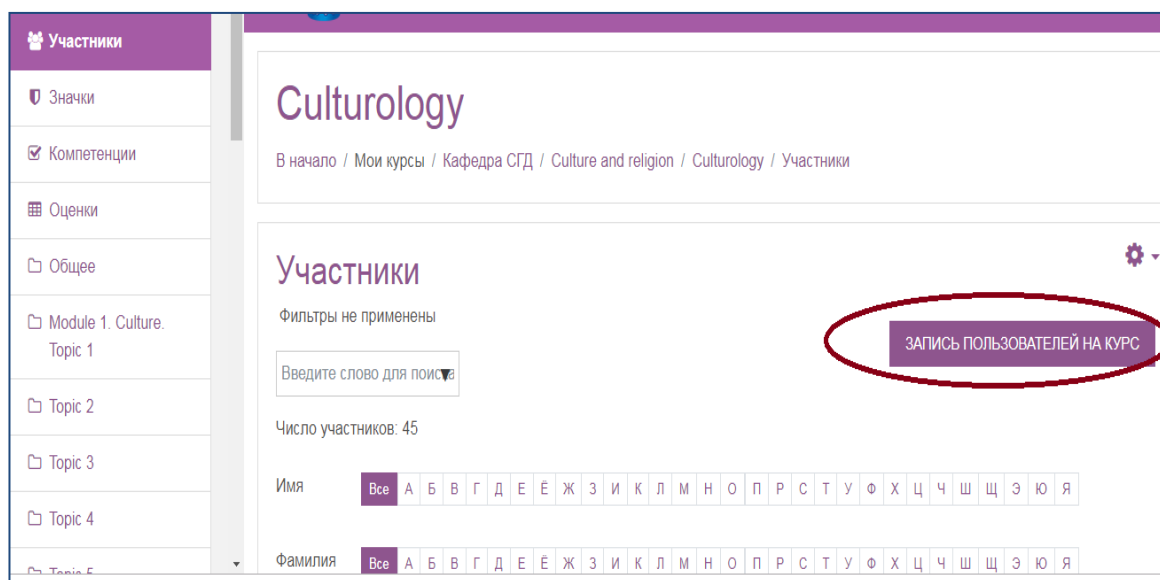 Участники
Значки
Компетенции
Оценки
Общее
Module 1. Culture.
Topic 1
Topic 2
Topic 3
Topic 4
Topic 5
Culturology
В начало / Мои курсы / Кафедра СГД / Culture and religion / Culturology / Участники
Участники
Фильтры не применены
ЗАПИСЬ ПОЛЬЗОВАТЕЛЕЙ НА КУРС
Введите слово для поиска
Число участников: 45
Имя Все А Б В Г Д Е Ё Ж З И К Л М Н О П Р С Т У Ф Х Ц Ч Ш Щ Э Ю Я
Фамилия Все А Б В Г Д Е Ё Ж З И К Л М Н О П Р С Т У Ф Х Ц Ч Ш Щ Э Ю Я